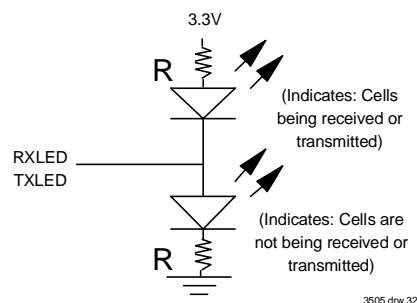 3.3V
R
(Indicates: Cells
being received or
transmitted)
RXLED
TXLED
(Indicates: Cells are
not being received or
transmitted)
R
3505 drw 32